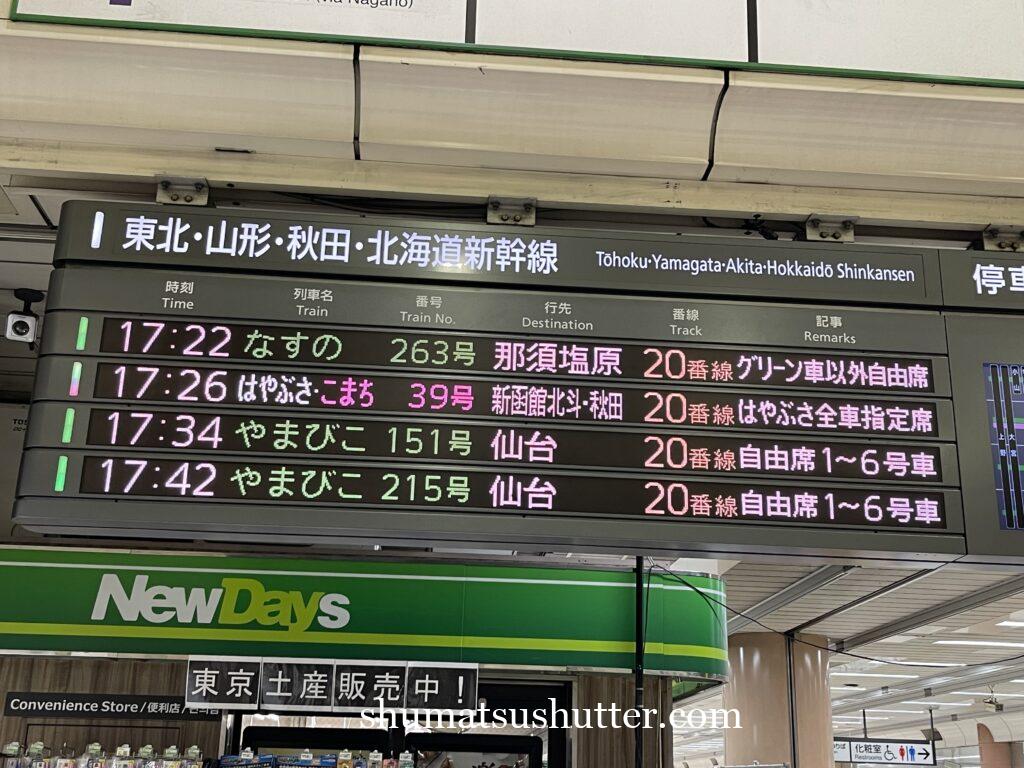 (via Nagano)
東北・山形・秋田・北海道新幹線 Tōhoku・Yamagata・Akita・Hokkaidō Shinkansen
停車
時刻 列車名 番号 行先 番線 記事
Time Train Train No. Destination Track Remarks
17:22 なすの 263号 那須塩原 20番線 グリーン車以外自由席
17:26 はやぶさ・こまち 39号 新函館北斗・秋田 20番線 はやぶさ全車指定席
17:34 やまびこ 151号 仙台 20番線 自由席1〜6号車
17:42 やまびこ 215号 仙台 20番線 自由席1〜6号車
上野
大宮
小山
NewDays
東京土産販売中!
Convenience Store/便利店/
shumatsushutter.com
化粧室
Restrooms